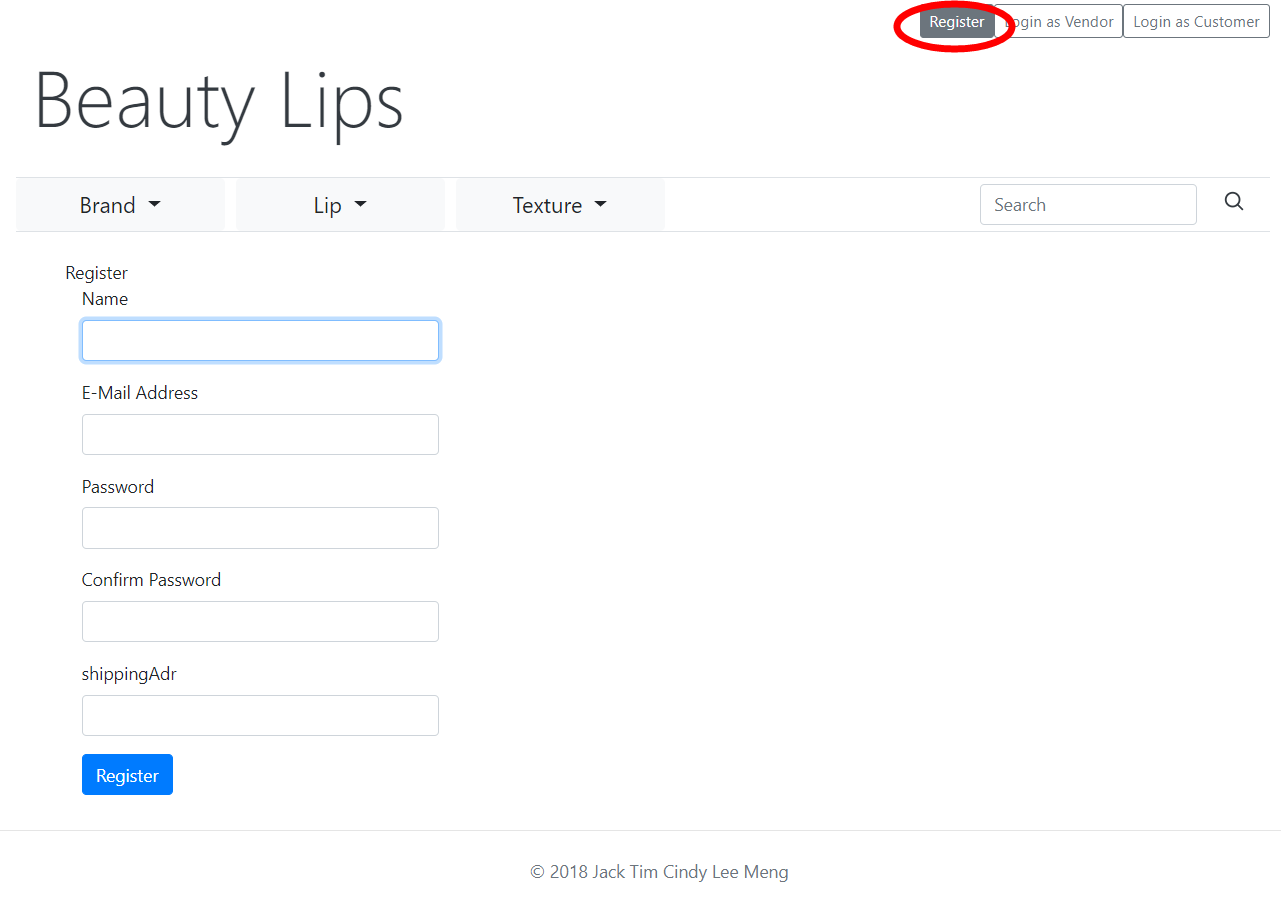 Register Login as Vendor Login as Customer
Beauty Lips
Brand Lip Texture Search
Register
Name
E-Mail Address
Password
Confirm Password
shippingAdr
Register
© 2018 Jack Tim Cindy Lee Meng